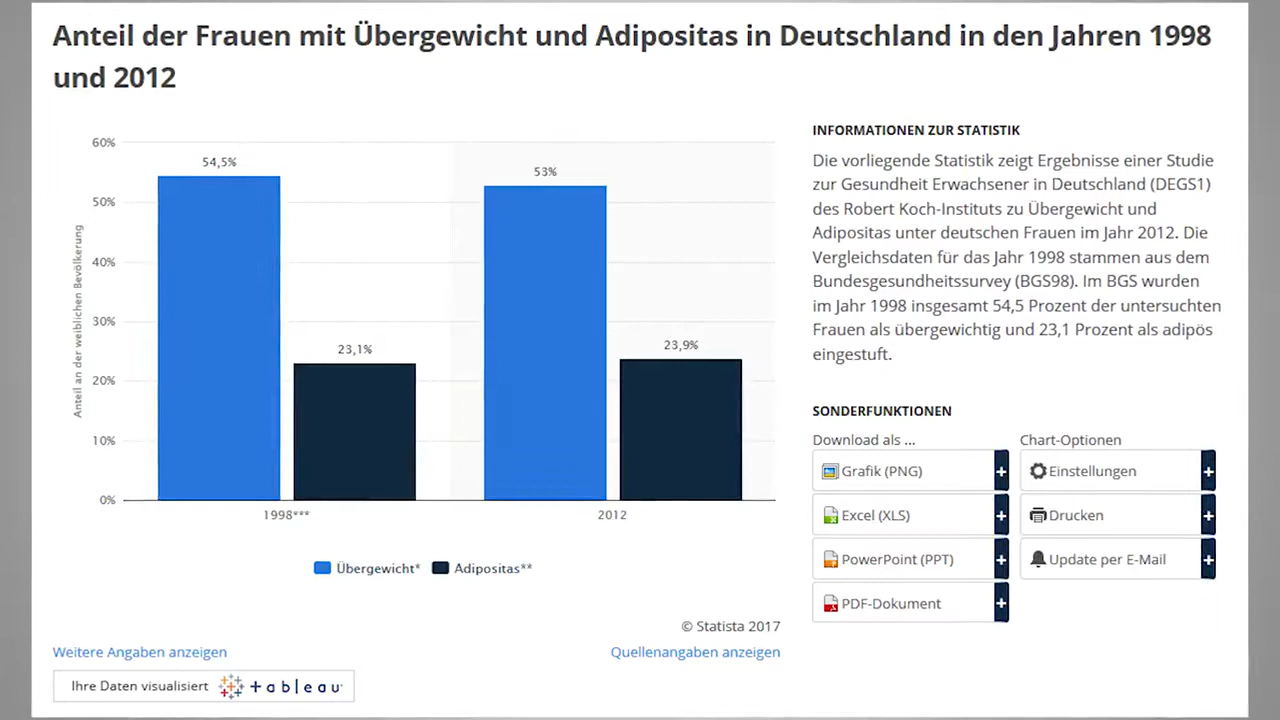 Anteil der Frauen mit Übergewicht und Adipositas in Deutschland in den Jahren 1998
und 2012
60%
50%
40%
30%
20%
10%
0%
Anteil an der weiblichen Bevölkerung
54,5%
23,1%
53%
23,9%
1998***
2012
Übergewicht*
Adipositas**
© Statista 2017
Weitere Angaben anzeigen
Quellenangaben anzeigen
Ihre Daten visualisiert
+ableau
INFORMATIONEN ZUR STATISTIK
Die vorliegende Statistik zeigt Ergebnisse einer Studie
zur Gesundheit Erwachsener in Deutschland (DEGS1)
des Robert Koch-Instituts zu Übergewicht und
Adipositas unter deutschen Frauen im Jahr 2012. Die
Vergleichsdaten für das Jahr 1998 stammen aus dem
Bundesgesundheitssurvey (BGS98). Im BGS wurden
im Jahr 1998 insgesamt 54,5 Prozent der untersuchten
Frauen als übergewichtig und 23,1 Prozent als adipös
eingestuft.
SONDERFUNKTIONEN
Download als ...
Grafik (PNG) +
Excel (XLS) +
PowerPoint (PPT) +
PDF-Dokument +
Chart-Optionen
Einstellungen +
Drucken +
Update per E-Mail +